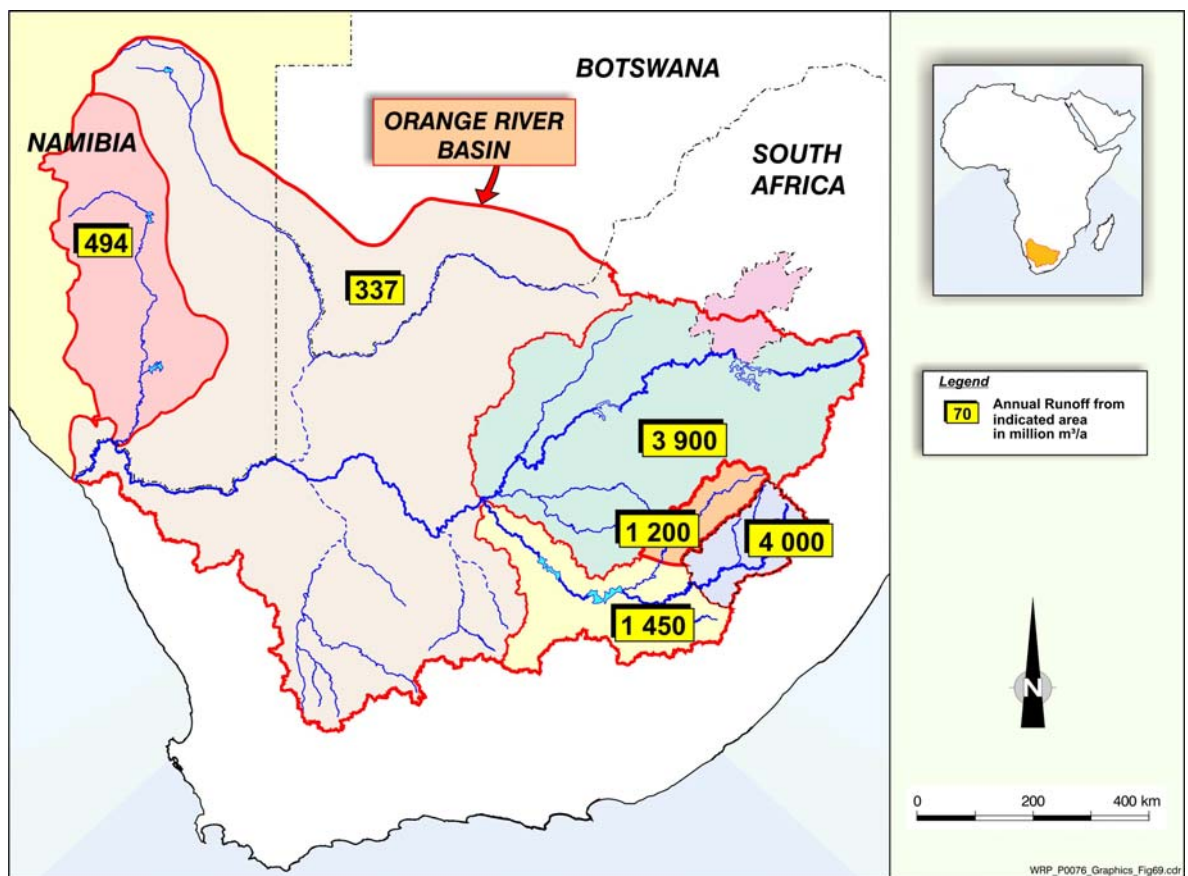 BOTSWANA
ORANGE RIVER
BASIN
NAMIBIA
SOUTH
AFRICA
494
337
3 900
1 200
4 000
1 450
Legend
70
Annual Runoff from
indicated area
in million m³/a
N
0 200 400 km
WRP_P0076_Graphics_Fig69.cdr